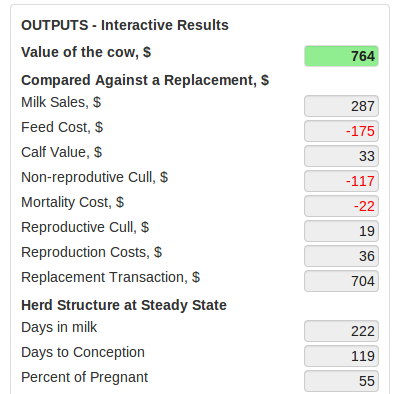 OUTPUTS - Interactive Results
Value of the cow, $ 764
Compared Against a Replacement, $
Milk Sales, $ 287
Feed Cost, $ -175
Calf Value, $ 33
Non-reprodutive Cull, $ -117
Mortality Cost, $ -22
Reproductive Cull, $ 19
Reproduction Costs, $ 36
Replacement Transaction, $ 704
Herd Structure at Steady State
Days in milk 222
Days to Conception 119
Percent of Pregnant 55